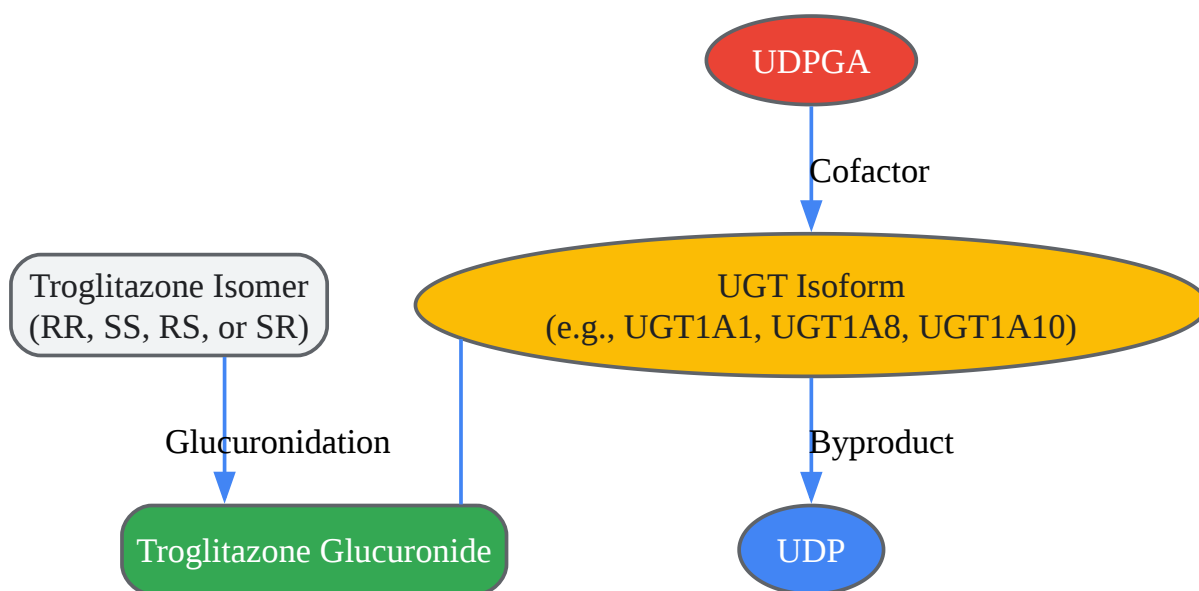 UDPGA
Cofactor
Troglitazone Isomer
(RR, SS, RS, or SR)
UGT Isoform
(e.g., UGT1A1, UGT1A8, UGT1A10)
Glucuronidation
Byproduct
Troglitazone Glucuronide
UDP